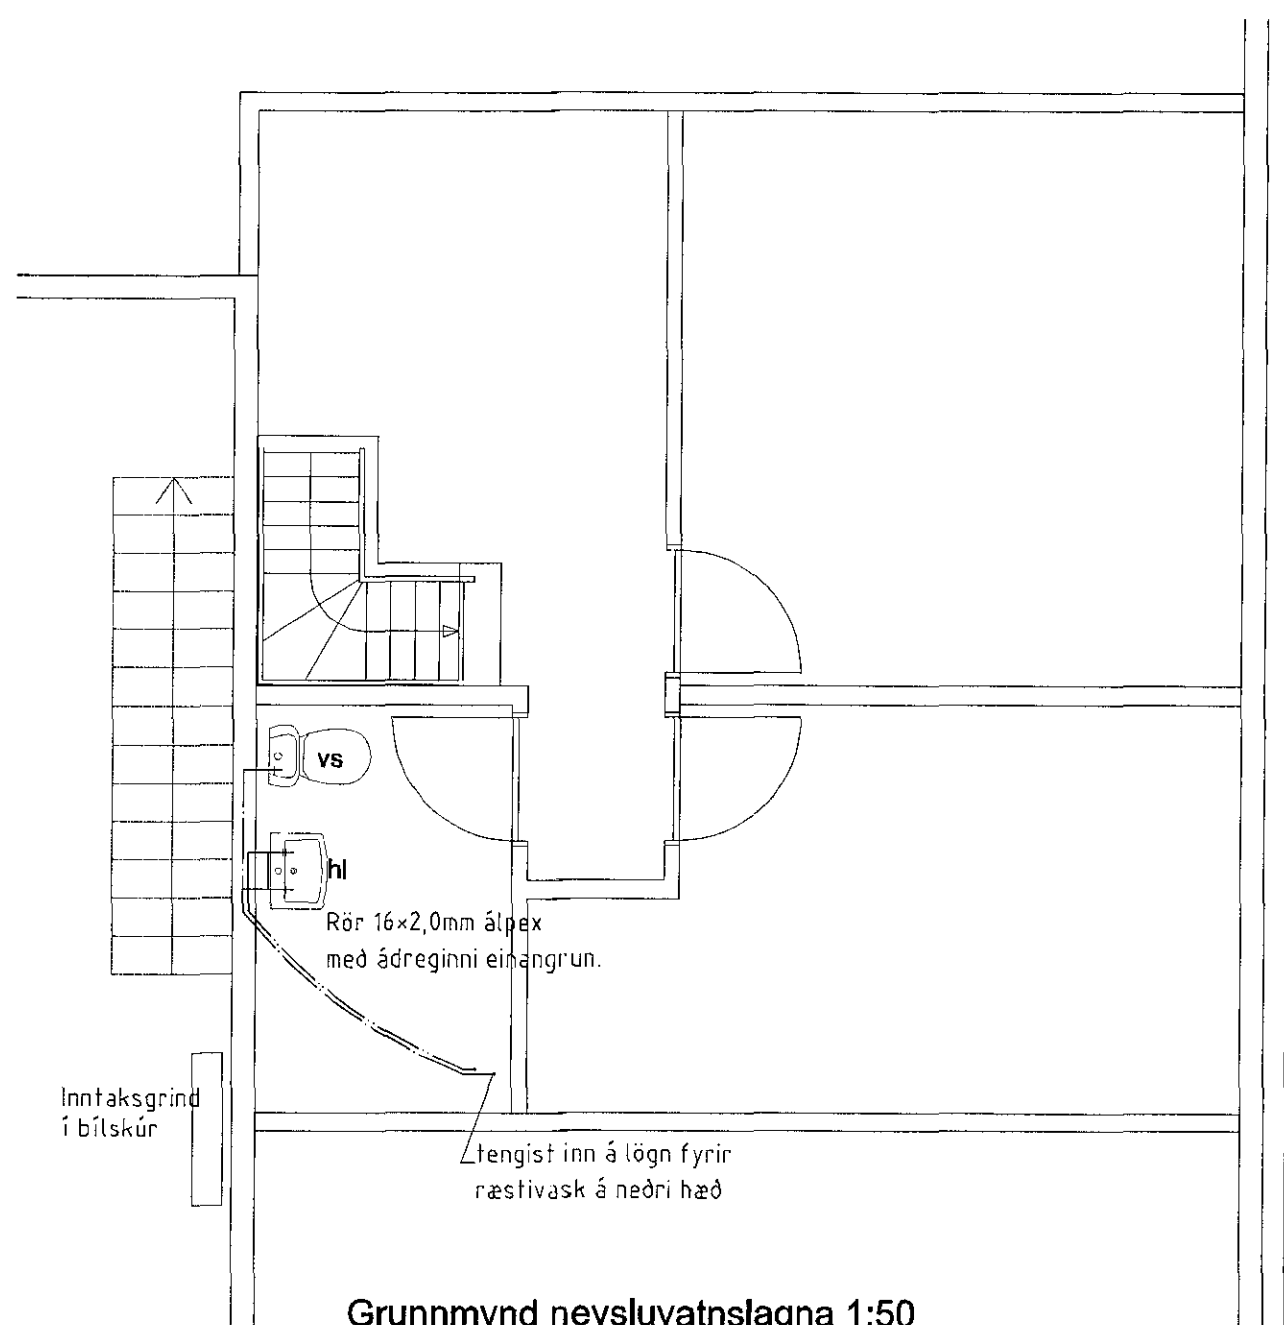 vs
hl
Rör 16×2,0mm álpex
með ádreginni einangrun.
Inntaksgrind
í bílskúr
tengist inn á lögn fyrir
ræstivask á neðri hæð
Grunnmynd neysluvatnslagna 1:50